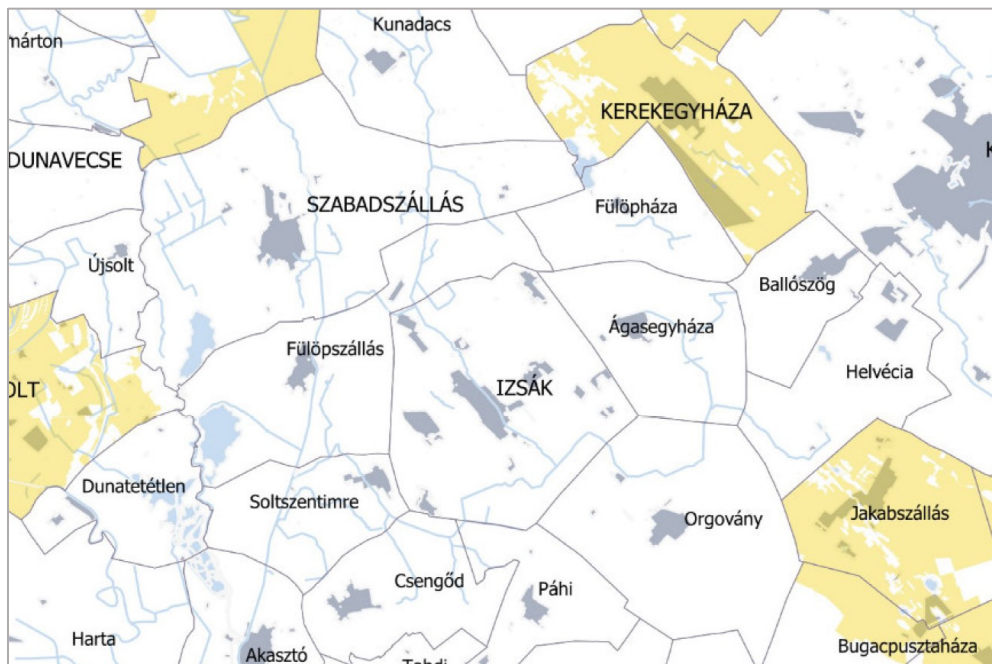 Kunadacs
márton
KEREKEGYHÁZA
K
DUNAVECSE
SZABADSZÁLLÁS
Fülöpháza
Újsolt
Ballószög
Ágasegyháza
Fülöpszállás
Helvécia
OLT
IZSÁK
Dunatetétlen
Soltszentimre
Jakabszállás
Orgovány
Csengőd
Páhi
Harta
Akasztó
Bugacpusztaháza